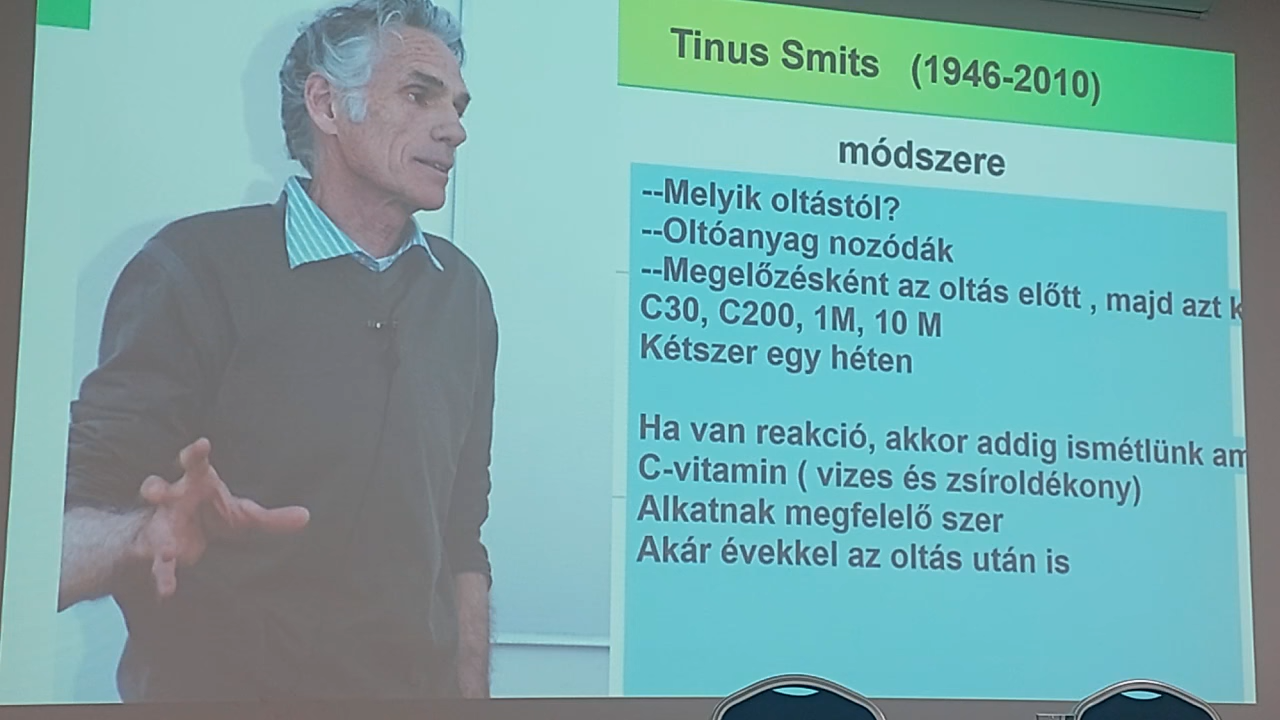 Tinus Smits (1946-2010)
módszere
--Melyik oltástól?
--Oltóanyag nozódák
--Megelőzésként az oltás előtt , majd azt
C30, C200, 1M, 10 M
Kétszer egy héten
Ha van reakció, akkor addig ismétlünk
C-vitamin ( vizes és zsíroldékony)
Alkatnak megfelelő szer
Akár évekkel az oltás után is